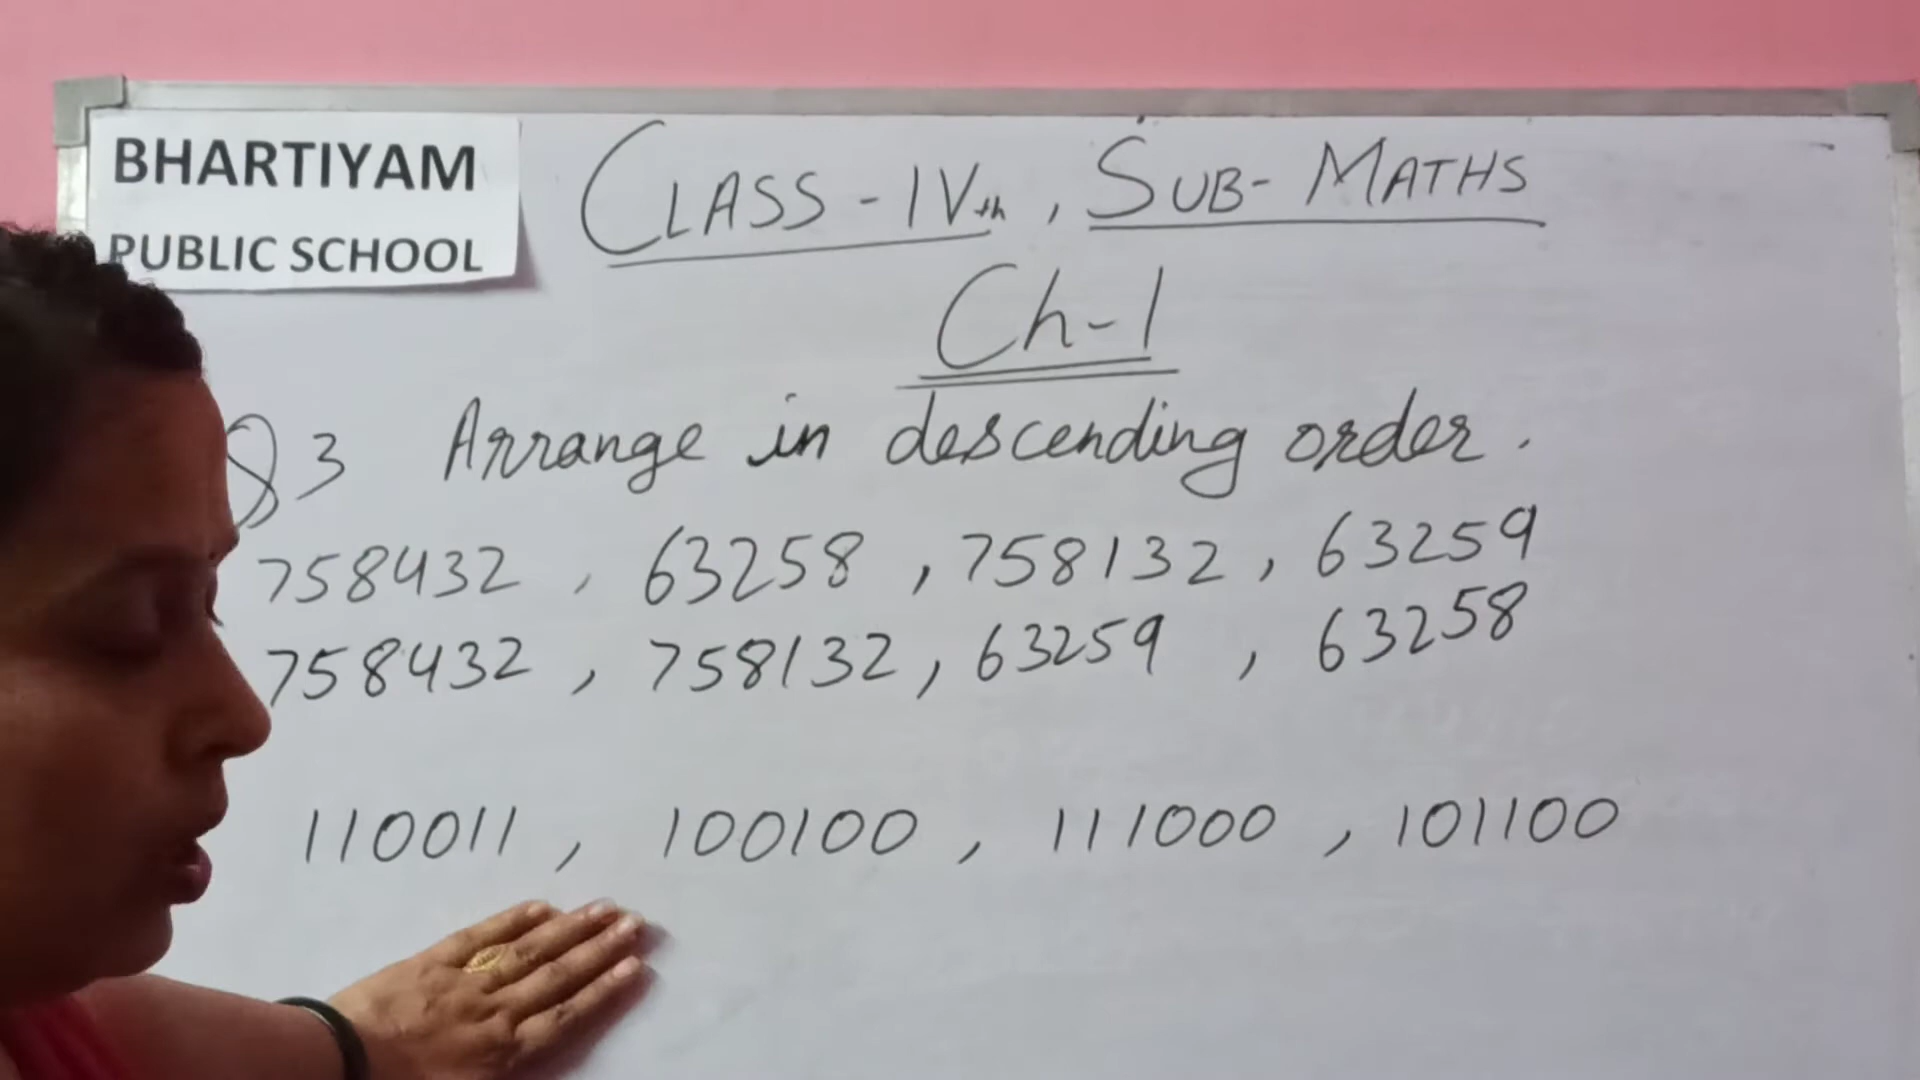 BHARTIYAM
PUBLIC SCHOOL
CLASS-IVth, SUB-MATHS
Ch-1
Q3 Arrange in descending order.
758432, 63258, 758132, 63259
758432, 758132, 63259, 63258
110011, 100100, 111000, 101100